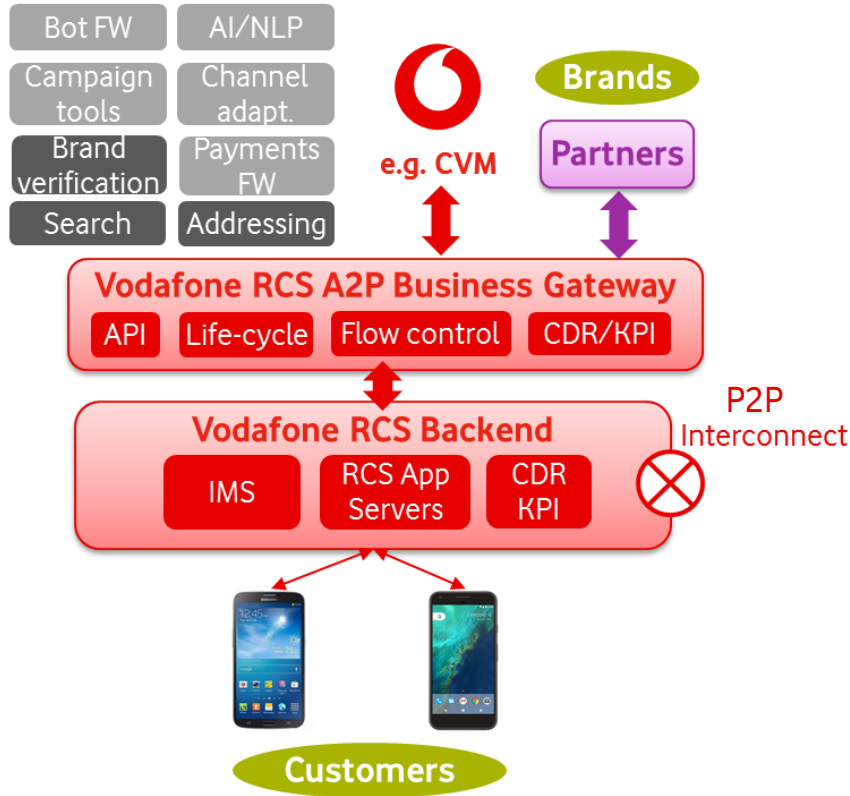 Bot FW
AI/NLP
Campaign
tools
Channel
adapt.
Brand
verification
Payments
FW
Search
Addressing
e.g. CVM
Brands
Partners
Vodafone RCS A2P Business Gateway
API
Life-cycle
Flow control
CDR/KPI
Vodafone RCS Backend
IMS
RCS App
Servers
CDR
KPI
P2P
Interconnect
12:45
Customers